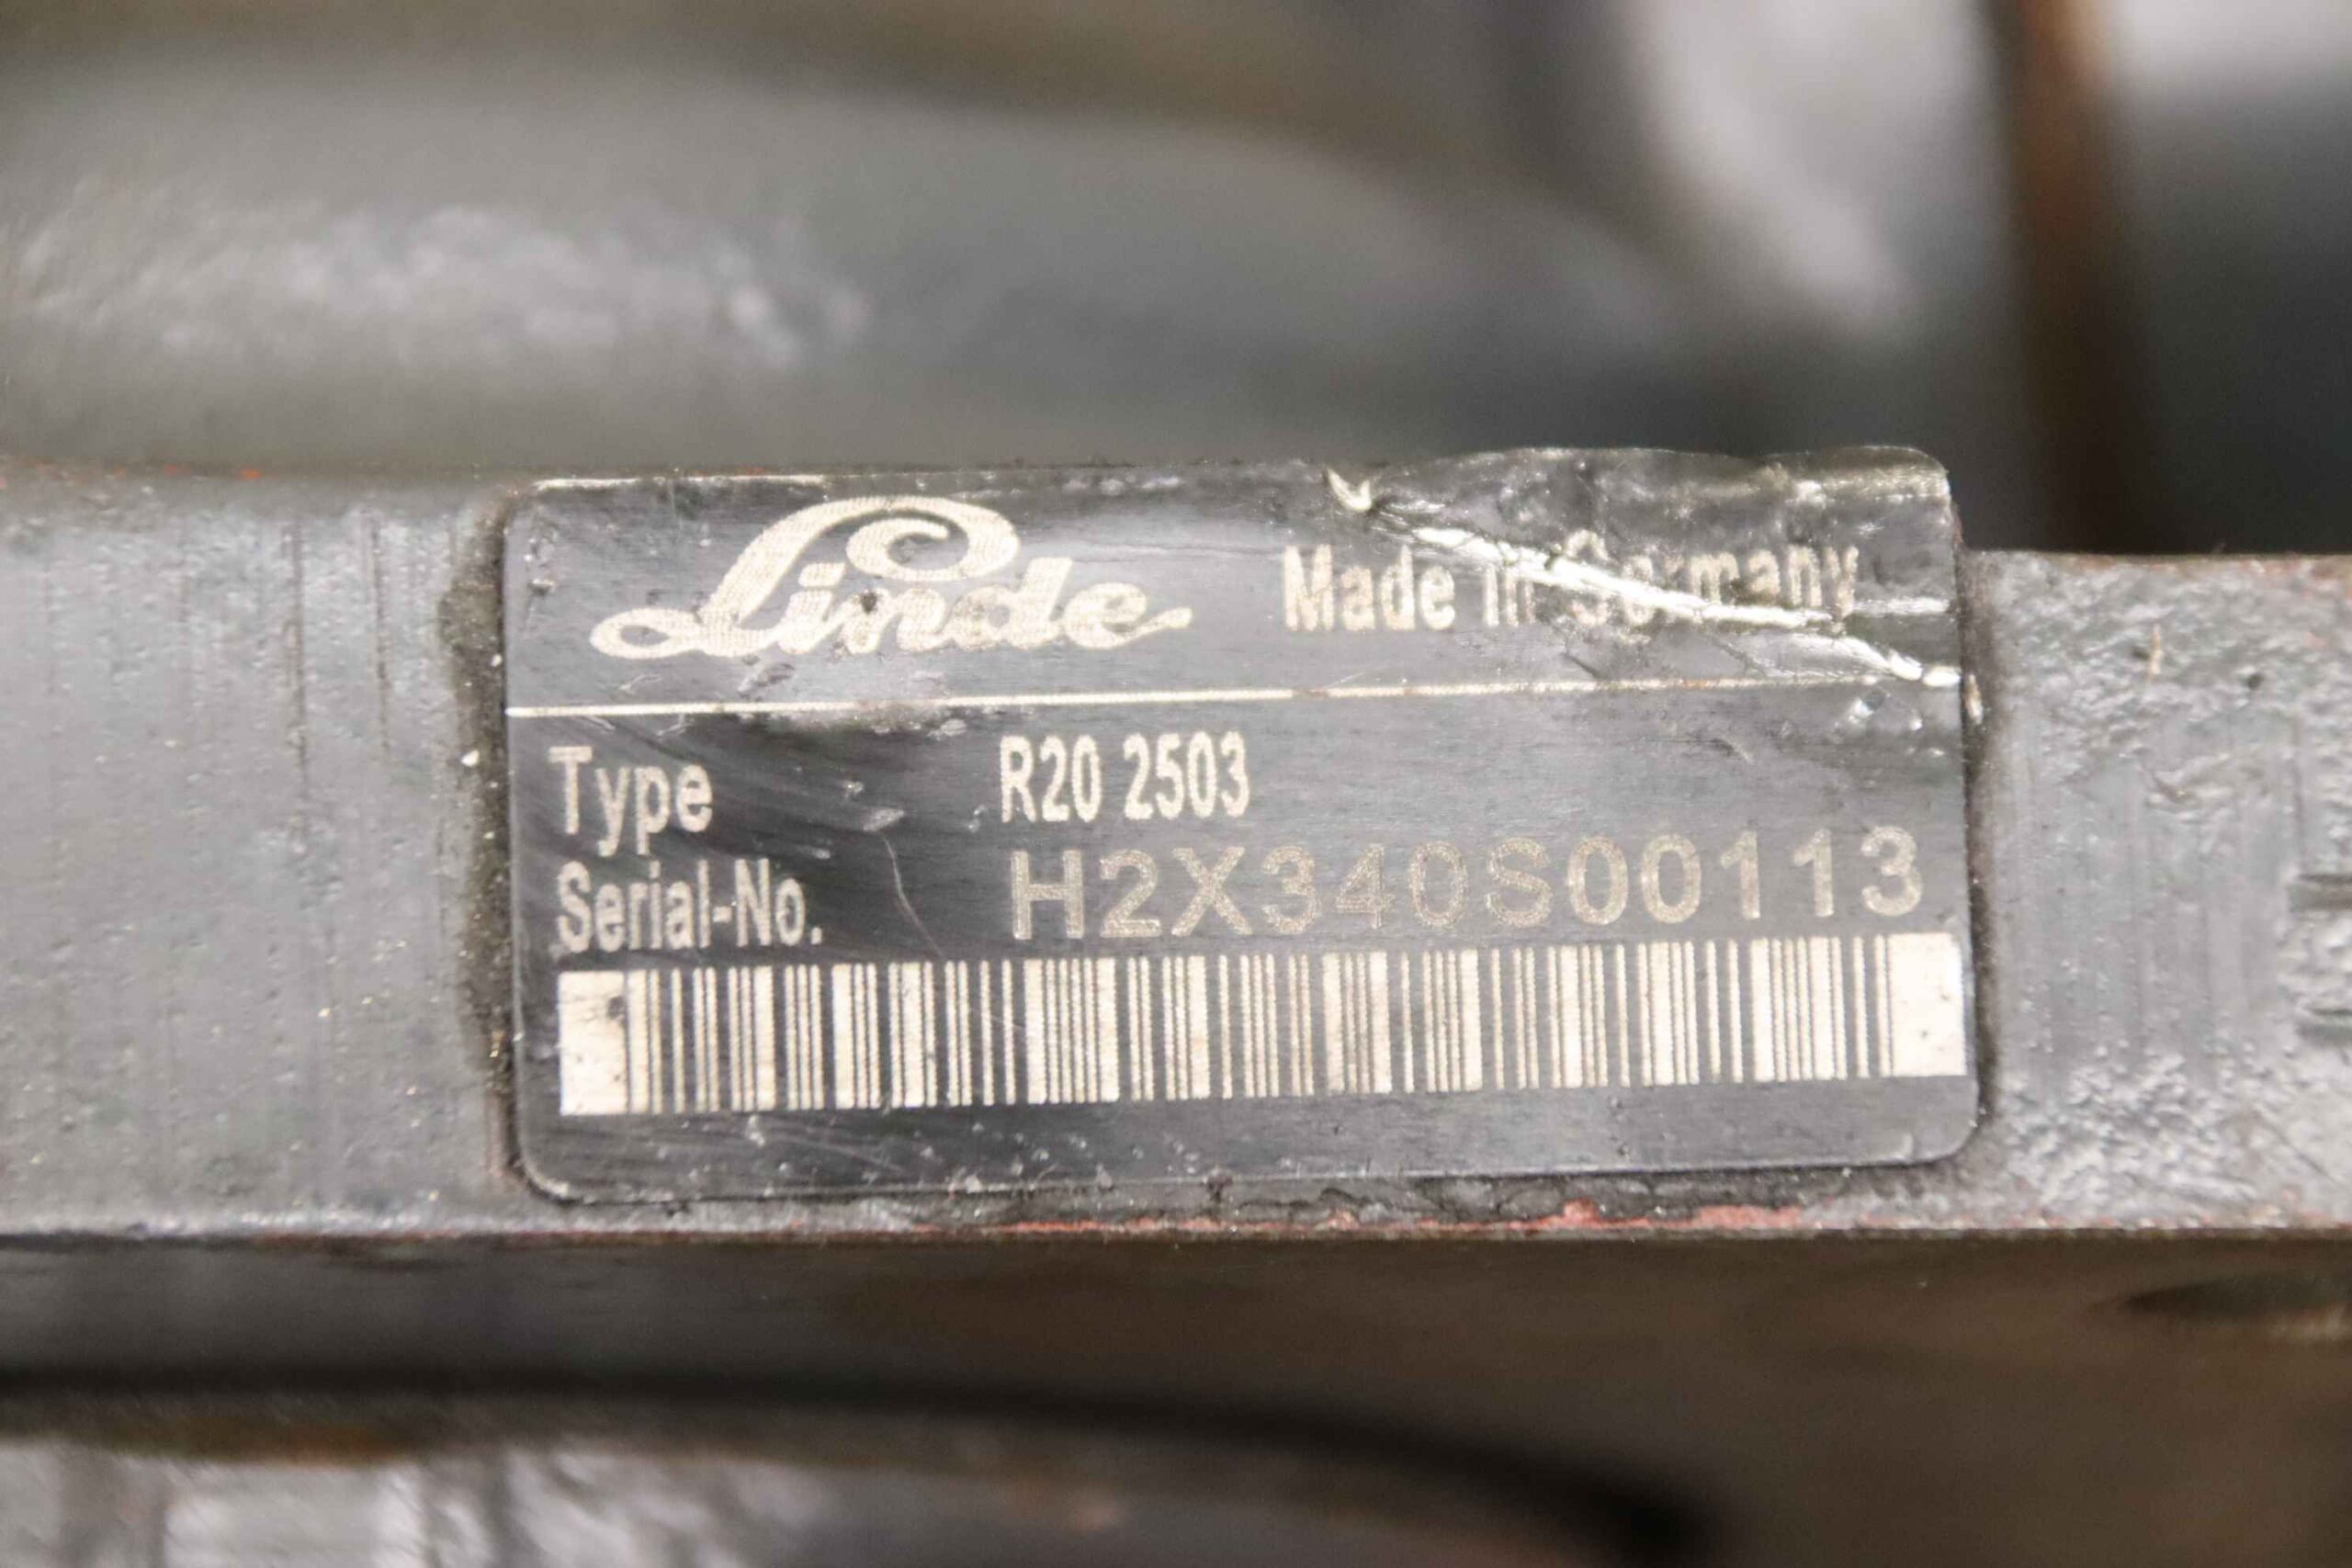 Linde Made in Germany
Type R20 2503
Serial-No. H2X340S00113